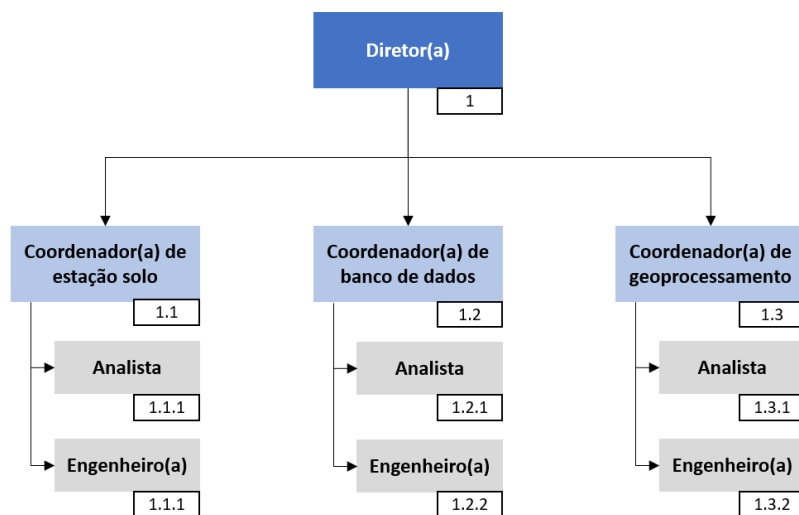 Diretor(a)
1
Coordenador(a) de
estação solo
1.1
Coordenador(a) de
banco de dados
1.2
Coordenador(a) de
geoprocessamento
1.3
Analista
1.1.1
Analista
1.2.1
Analista
1.3.1
Engenheiro(a)
1.1.1
Engenheiro(a)
1.2.2
Engenheiro(a)
1.3.2